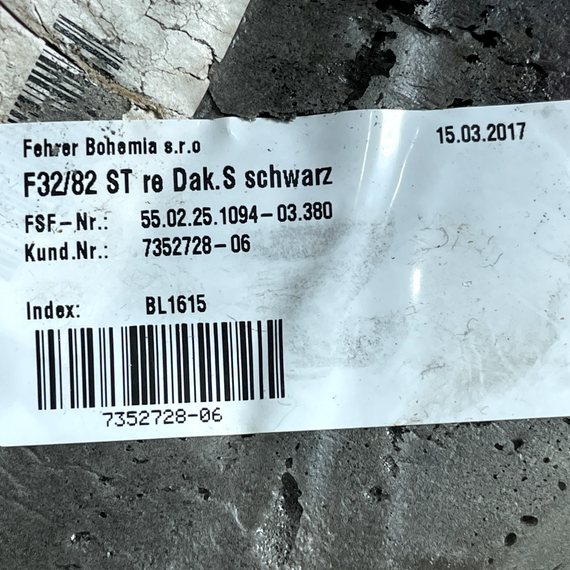 Fehrer Bohemia s.r.o
15.03.2017
F32/82 ST re Dak.S schwarz
FSF.-Nr.: 55.02.25.1094-03.380
Kund.Nr.: 7352728-06
Index: BL1615
7352728-06